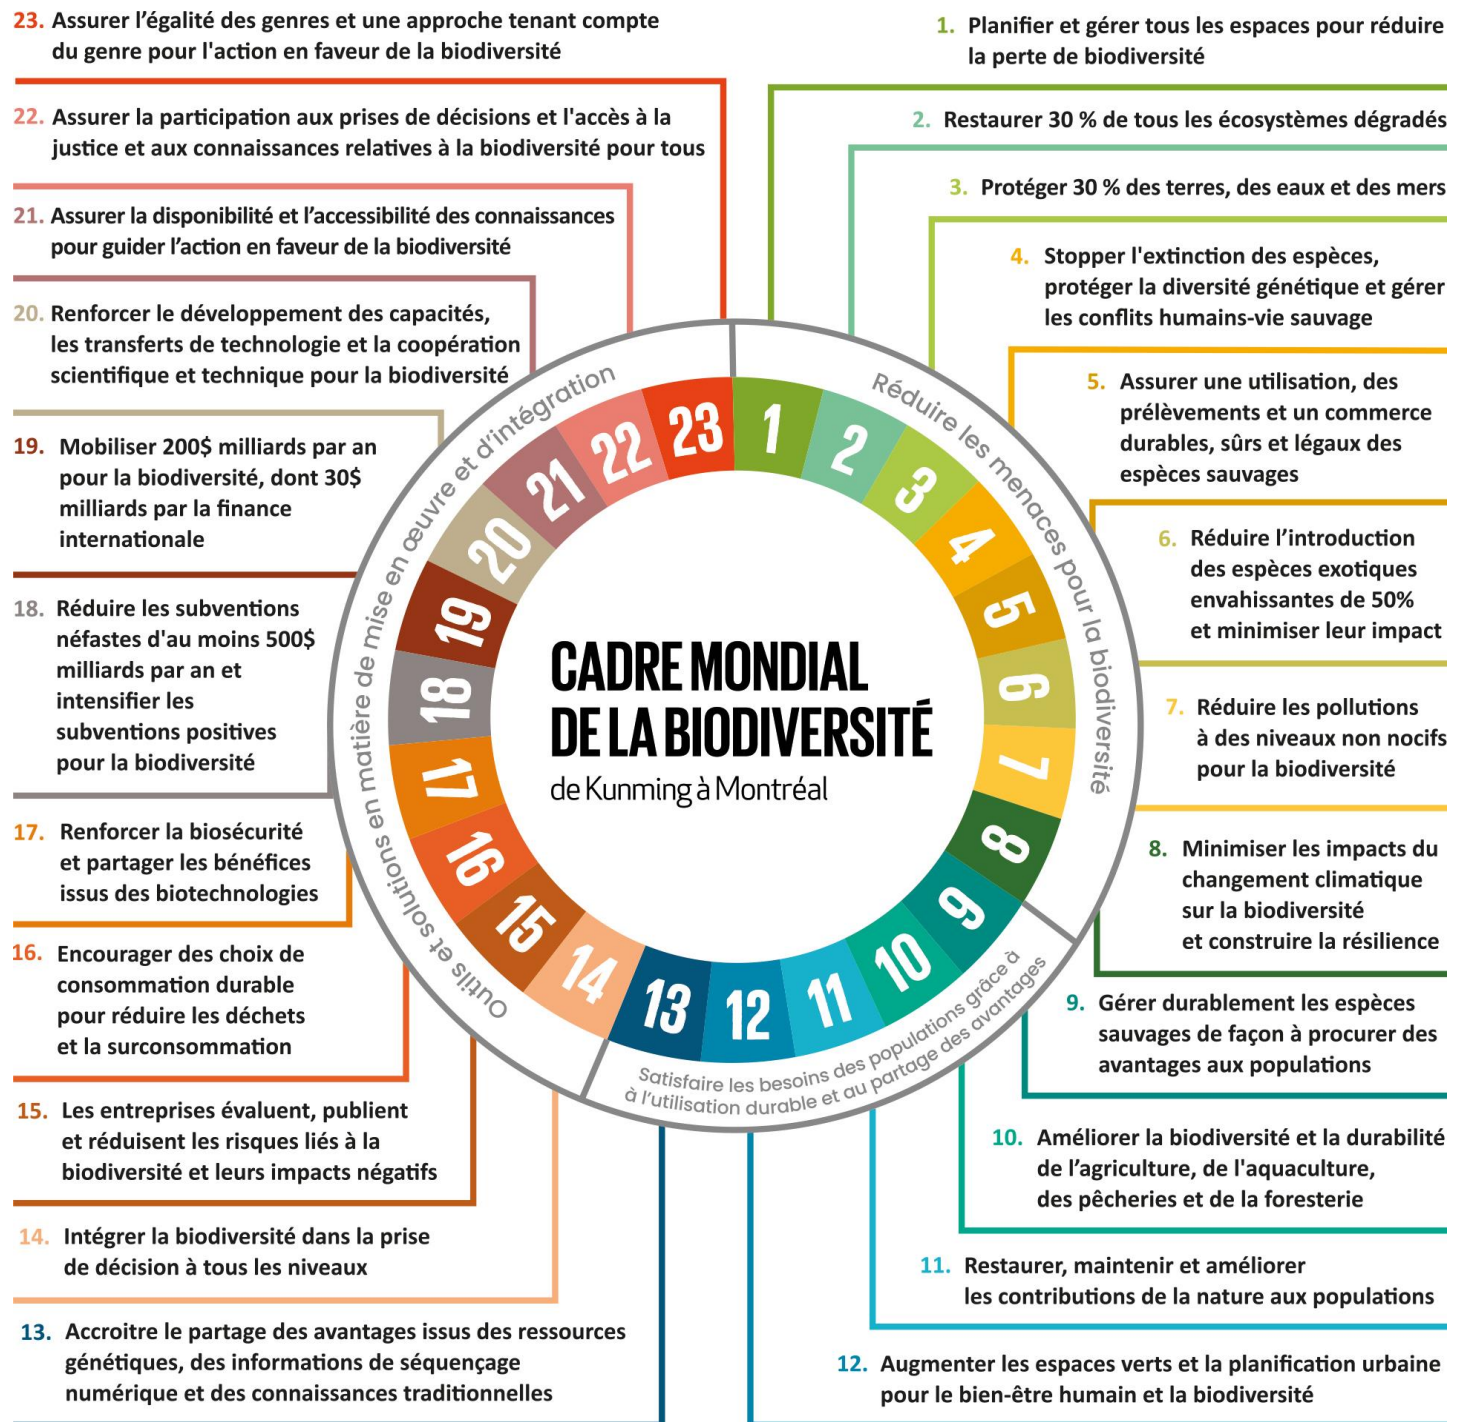 23. Assurer l’égalité des genres et une approche tenant compte
du genre pour l'action en faveur de la biodiversité
22. Assurer la participation aux prises de décisions et l'accès à la
justice et aux connaissances relatives à la biodiversité pour tous
21. Assurer la disponibilité et l’accessibilité des connaissances
pour guider l’action en faveur de la biodiversité
20. Renforcer le développement des capacités,
les transferts de technologie et la coopération
scientifique et technique pour la biodiversité
19. Mobiliser 200$ milliards par an
pour la biodiversité, dont 30$
milliards par la finance
internationale
18. Réduire les subventions
néfastes d'au moins 500$
milliards par an et
intensifier les
subventions positives
pour la biodiversité
17. Renforcer la biosécurité
et partager les bénéfices
issus des biotechnologies
16. Encourager des choix de
consommation durable
pour réduire les déchets
et la surconsommation
15. Les entreprises évaluent, publient
et réduisent les risques liés à la
biodiversité et leurs impacts négatifs
14. Intégrer la biodiversité dans la prise
de décision à tous les niveaux
13. Accroitre le partage des avantages issus des ressources
génétiques, des informations de séquençage
numérique et des connaissances traditionnelles
1. Planifier et gérer tous les espaces pour réduire
la perte de biodiversité
2. Restaurer 30 % de tous les écosystèmes dégradés
3. Protéger 30 % des terres, des eaux et des mers
4. Stopper l'extinction des espèces,
protéger la diversité génétique et gérer
les conflits humains-vie sauvage
5. Assurer une utilisation, des
prélèvements et un commerce
durables, sûrs et légaux des
espèces sauvages
6. Réduire l’introduction
des espèces exotiques
envahissantes de 50%
et minimiser leur impact
7. Réduire les pollutions
à des niveaux non nocifs
pour la biodiversité
8. Minimiser les impacts du
changement climatique
sur la biodiversité
et construire la résilience
9. Gérer durablement les espèces
sauvages de façon à procurer des
avantages aux populations
10. Améliorer la biodiversité et la durabilité
de l’agriculture, de l'aquaculture,
des pêcheries et de la foresterie
11. Restaurer, maintenir et améliorer
les contributions de la nature aux populations
12. Augmenter les espaces verts et la planification urbaine
pour le bien-être humain et la biodiversité
Réduire les menaces pour la biodiversité
Satisfaire les besoins des populations grâce à
à l’utilisation durable et au partage des avantages
Outils et solutions en matière de mise en œuvre et d’intégration
1
2
3
4
5
6
7
8
9
10
11
12
13
14
15
16
17
18
19
20
21
22
23
CADRE MONDIAL
DE LA BIODIVERSITÉ
de Kunming à Montréal